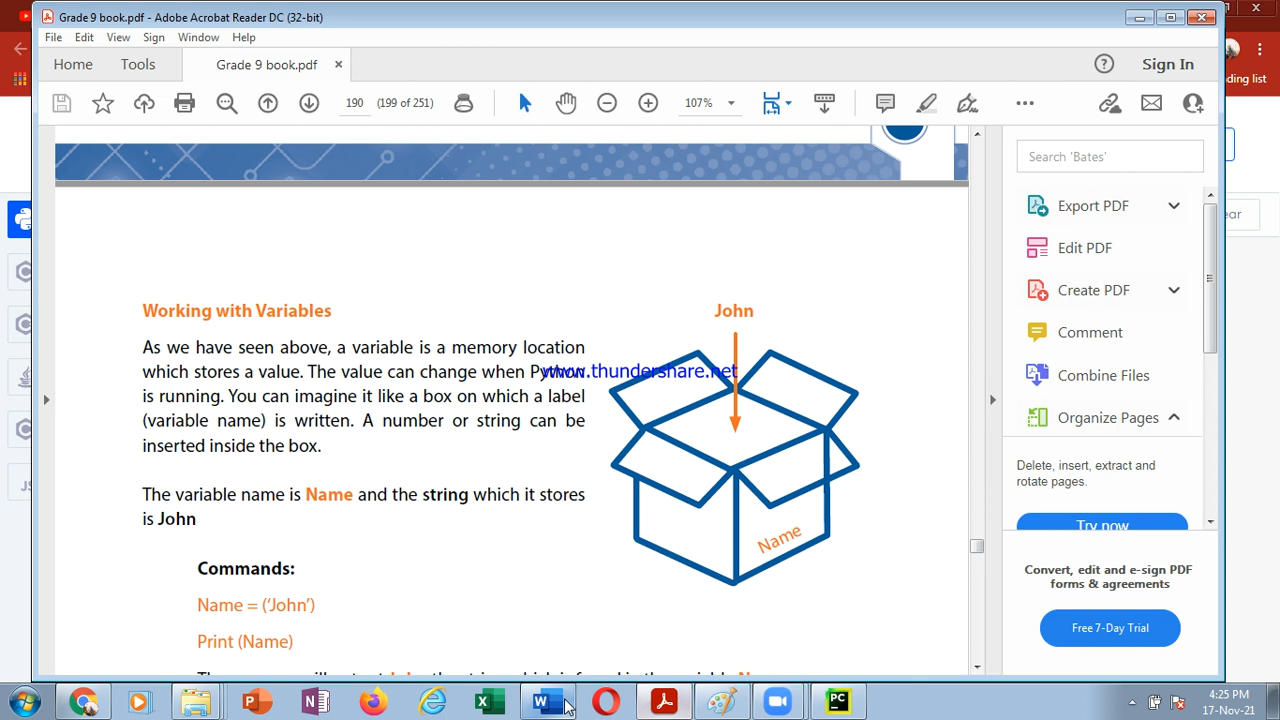 Grade 9 book.pdf - Adobe Acrobat Reader DC (32-bit)
File Edit View Sign Window Help
Home Tools Grade 9 book.pdf × Sign In
190 (199 of 251) 107%
ding list
Search 'Bates'
Export PDF
Edit PDF
Create PDF
Comment
Combine Files
Organize Pages
Delete, insert, extract and
rotate pages.
Try now
Convert, edit and e-sign PDF
forms & agreements
Free 7-Day Trial
Working with Variables
John
As we have seen above, a variable is a memory location
which stores a value. The value can change when Python
www.thundershare.net
is running. You can imagine it like a box on which a label
(variable name) is written. A number or string can be
inserted inside the box.
The variable name is Name and the string which it stores
is John
Name
Commands:
Name = (‘John’)
Print (Name)
4:25 PM
17-Nov-21